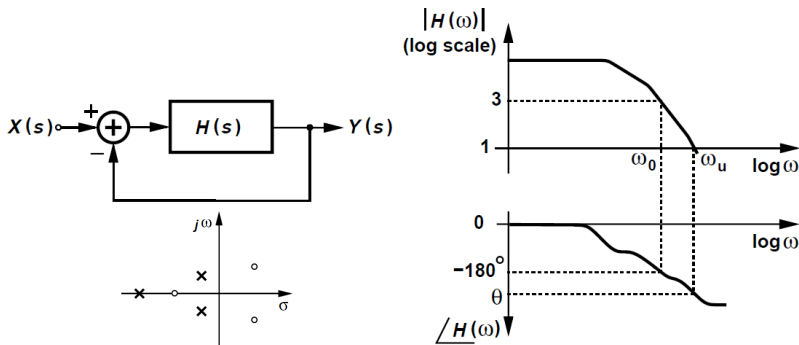 |H(ω)|
(log scale)
3
1
ω₀
ωᵤ
log ω
X(s)
+
+
−
H(s)
Y(s)
jω
σ
0
log ω
−180°
θ
∠H(ω)